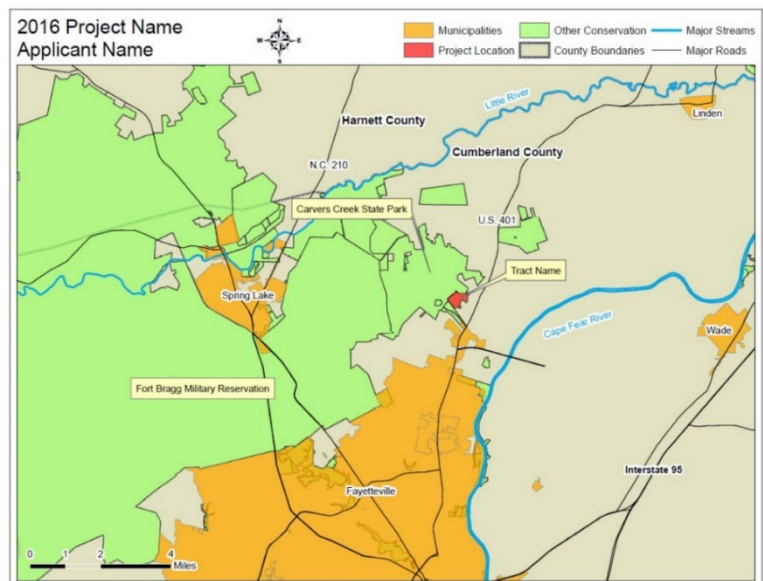 2016 Project Name
Applicant Name
N
W E
S
Municipalities
Project Location
Other Conservation
County Boundaries
Major Streams
Major Roads
Little River
Linden
Harnett County
N.C. 210
Cumberland County
Carvers Creek State Park
U.S. 401
Tract Name
Spring Lake
Cape Fear River
Wade
Fort Bragg Military Reservation
Interstate 95
Fayetteville
0 1 2 4
Miles